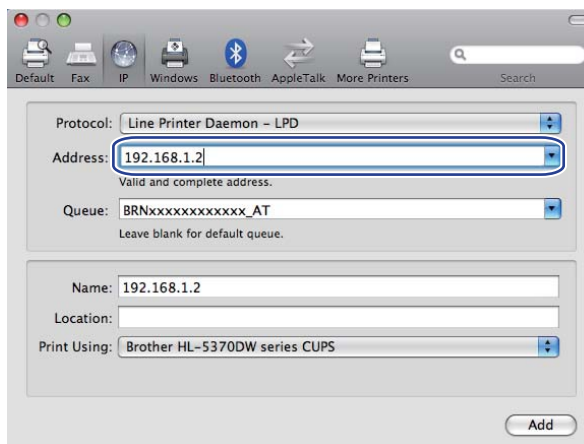 Default Fax IP Windows Bluetooth AppleTalk More Printers Search
Protocol: Line Printer Daemon – LPD
Address: 192.168.1.2
Valid and complete address.
Queue: BRNxxxxxxxxxxxx_AT
Leave blank for default queue.
Name: 192.168.1.2
Location:
Print Using: Brother HL-5370DW series CUPS
Add